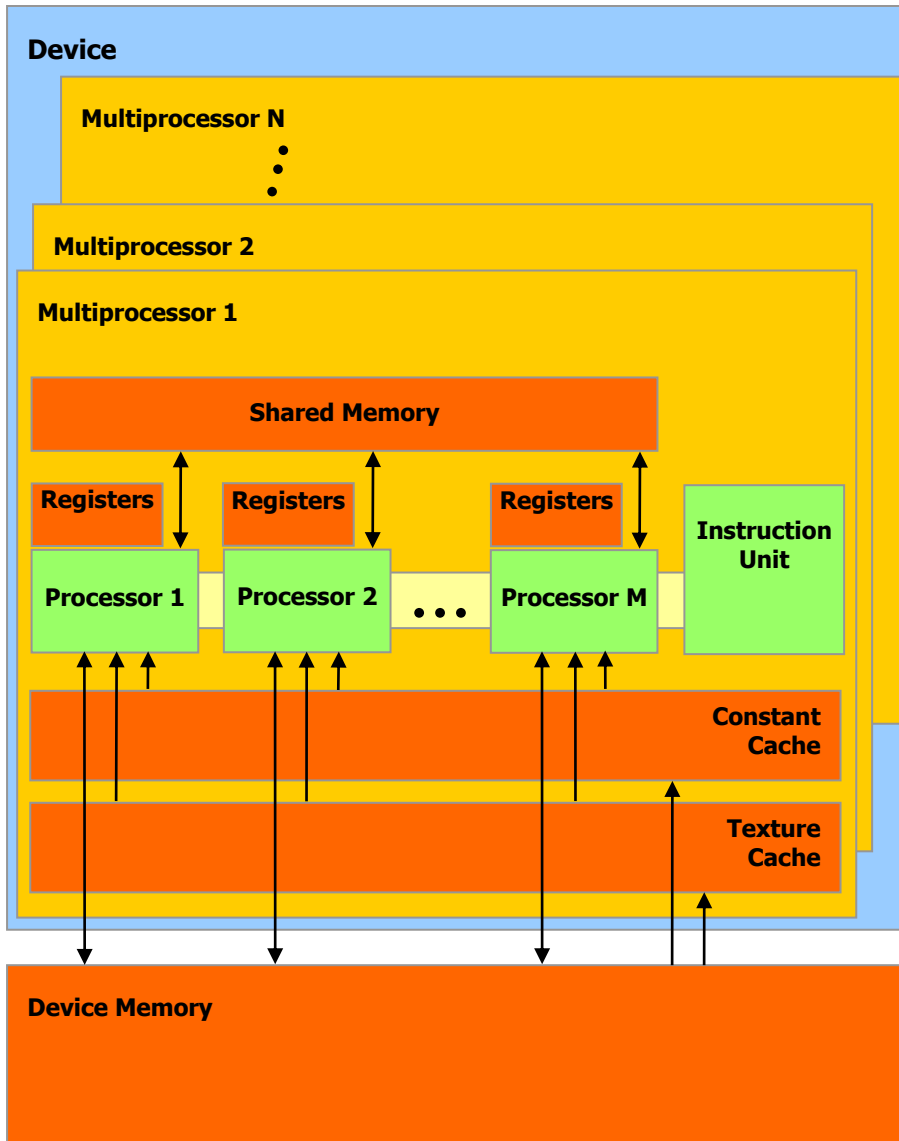 Device
Multiprocessor N
Multiprocessor 2
Multiprocessor 1
Shared Memory
Registers
Registers
Registers
Instruction
Unit
Processor 1
Processor 2
Processor M
Constant
Cache
Texture
Cache
Device Memory